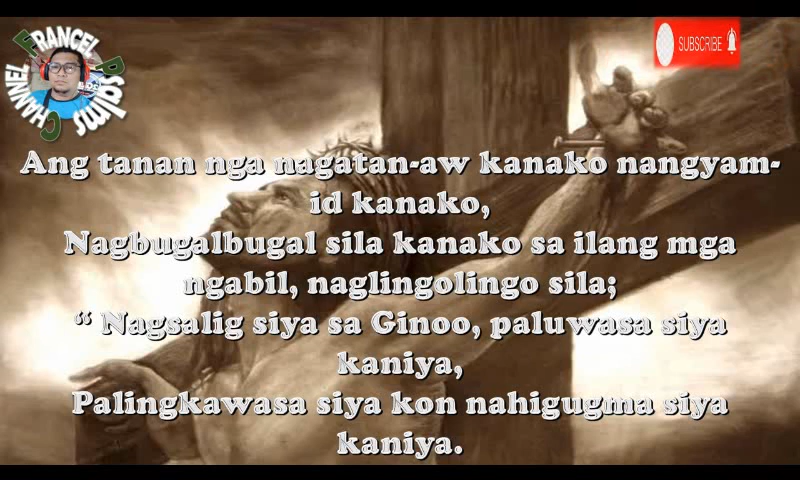 FRANCEL Psalms CHANNEL
SUBSCRIBE
Ang tanan nga nagatan-aw kanako nangyam-
id kanako,
Nagbugalbugal sila kanako sa ilang mga
ngabil, naglingolingo sila;
“ Nagsalig siya sa Ginoo, paluwasa siya
kaniya,
Palingkawasa siya kon nahigugma siya
kaniya.